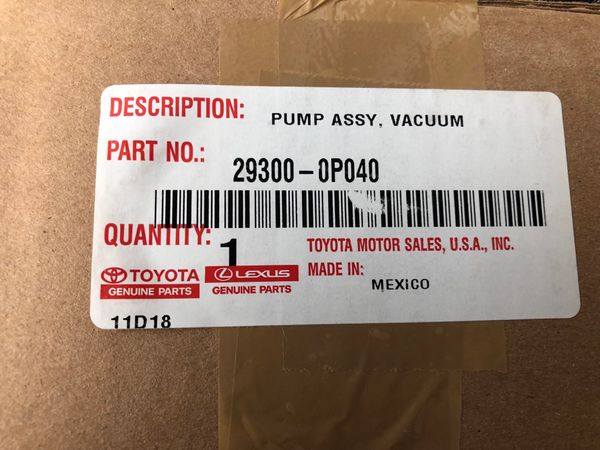 DESCRIPTION: PUMP ASSY, VACUUM
PART NO.: 29300-0P040
QUANTITY: 1
TOYOTA MOTOR SALES, U.S.A., INC.
TOYOTA GENUINE PARTS
LEXUS GENUINE PARTS
MADE IN: MEXICO
11D18